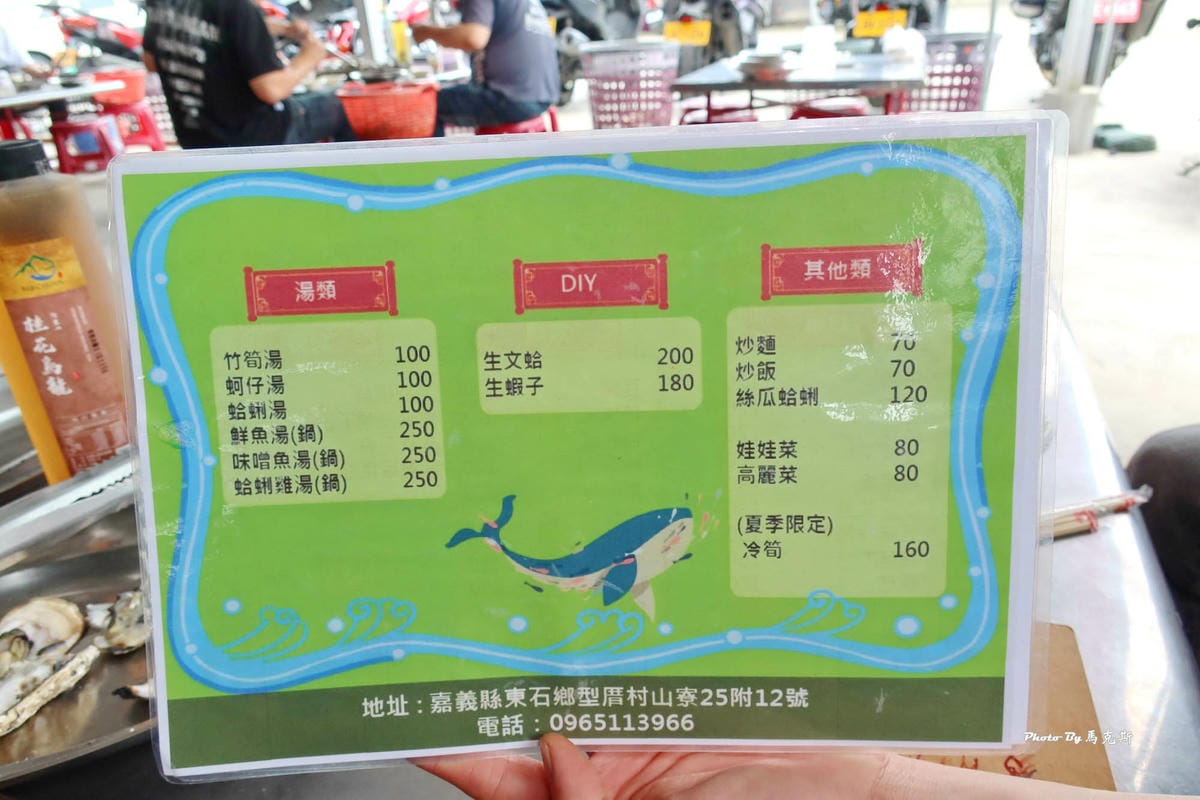 湯類
竹筍湯 100
蚵仔湯 100
蛤蜊湯 100
鮮魚湯(鍋) 250
味噌魚湯(鍋) 250
蛤蜊雞湯(鍋) 250
DIY
生文蛤 200
生蝦子 180
其他類
炒麵 70
炒飯 70
絲瓜蛤蜊 120
娃娃菜 80
高麗菜 80
(夏季限定)
冷筍 160
地址：嘉義縣東石鄉型厝村山寮25附12號
電話：0965113966
桂花烏龍
Photo By 馬克斯